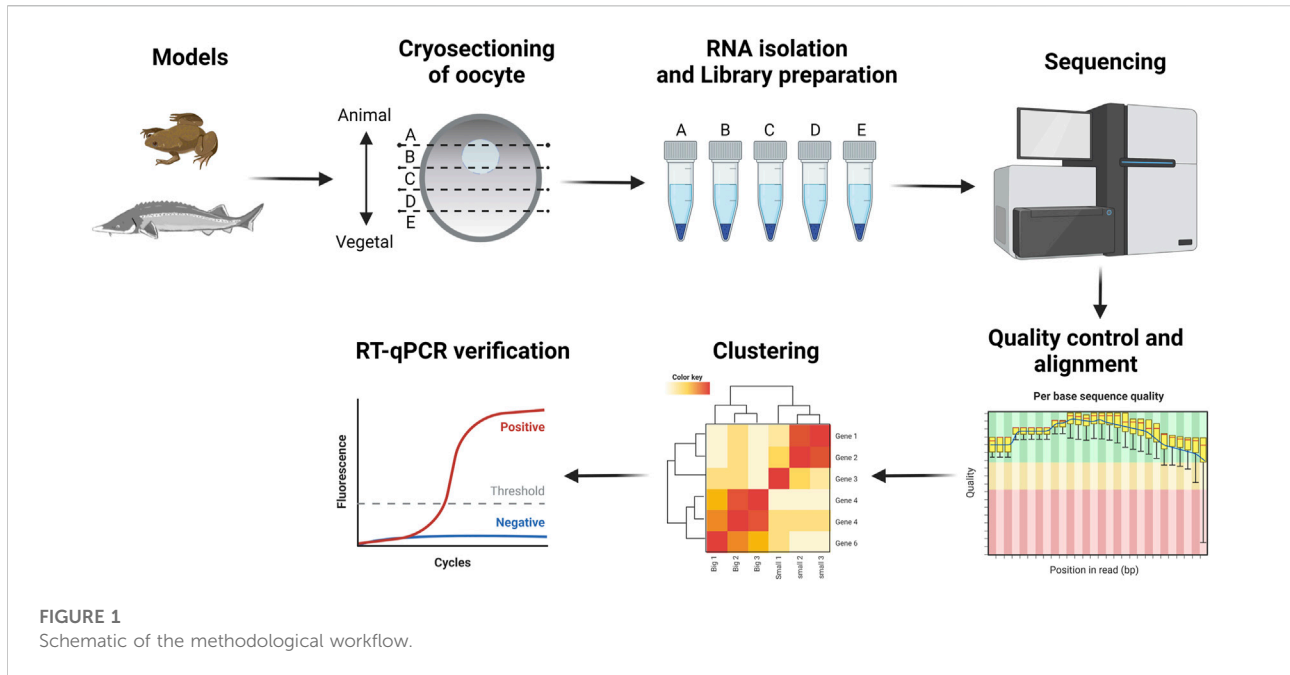 Models
Cryosectioning
of oocyte
Animal
A
B
C
D
E
Vegetal
RNA isolation
and Library preparation
A B C D E
Sequencing
Quality control and
alignment
Per base sequence quality
Quality
Position in read (bp)
Clustering
Color key
Gene 1
Gene 2
Gene 3
Gene 4
Gene 4
Gene 6
Big 1
Big 2
Big 3
Small 1
small 2
small 3
RT-qPCR verification
Fluorescence
Positive
Threshold
Negative
Cycles
FIGURE 1
Schematic of the methodological workflow.